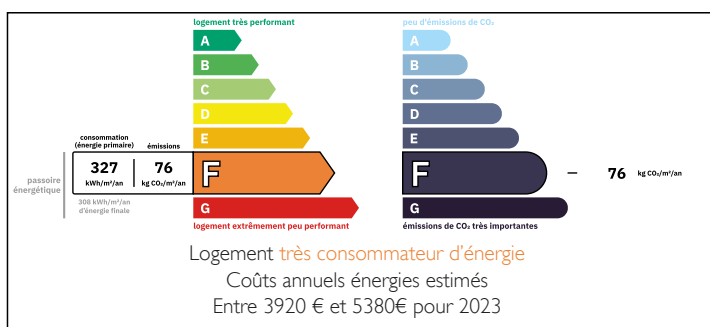 logement très performant
A
B
C
D
E
consommation
(énergie primaire)
émissions
passoire
énergétique
327
kWh/m²/an
76
kg CO₂/m²/an
F
308 kWh/m²/an
d'énergie finale
G
logement extrêmement peu performant
peu d'émissions de CO₂
A
B
C
D
E
F
76 kg CO₂/m²/an
G
émissions de CO₂ très importantes
Logement très consommateur d'énergie
Coûts annuels énergies estimés
Entre 3920 € et 5380€ pour 2023